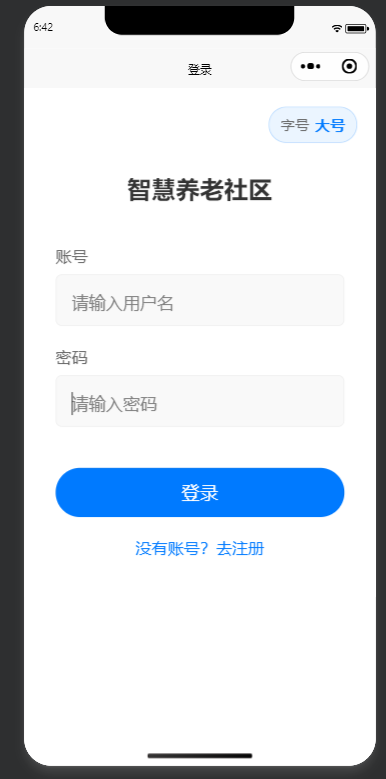 6:42
登录
字号 大号
智慧养老社区
账号
请输入用户名
密码
请输入密码
登录
没有账号？去注册